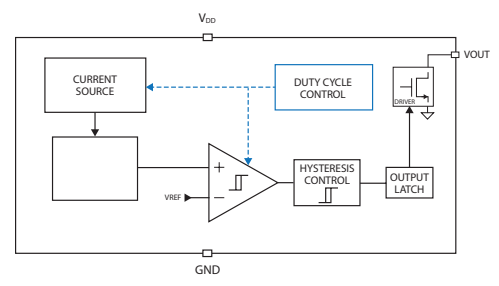 VDD
VOUT
CURRENT
SOURCE
DUTY CYCLE
CONTROL
DRIVER
+
HYSTERESIS
CONTROL
OUTPUT
LATCH
VREF
−
GND